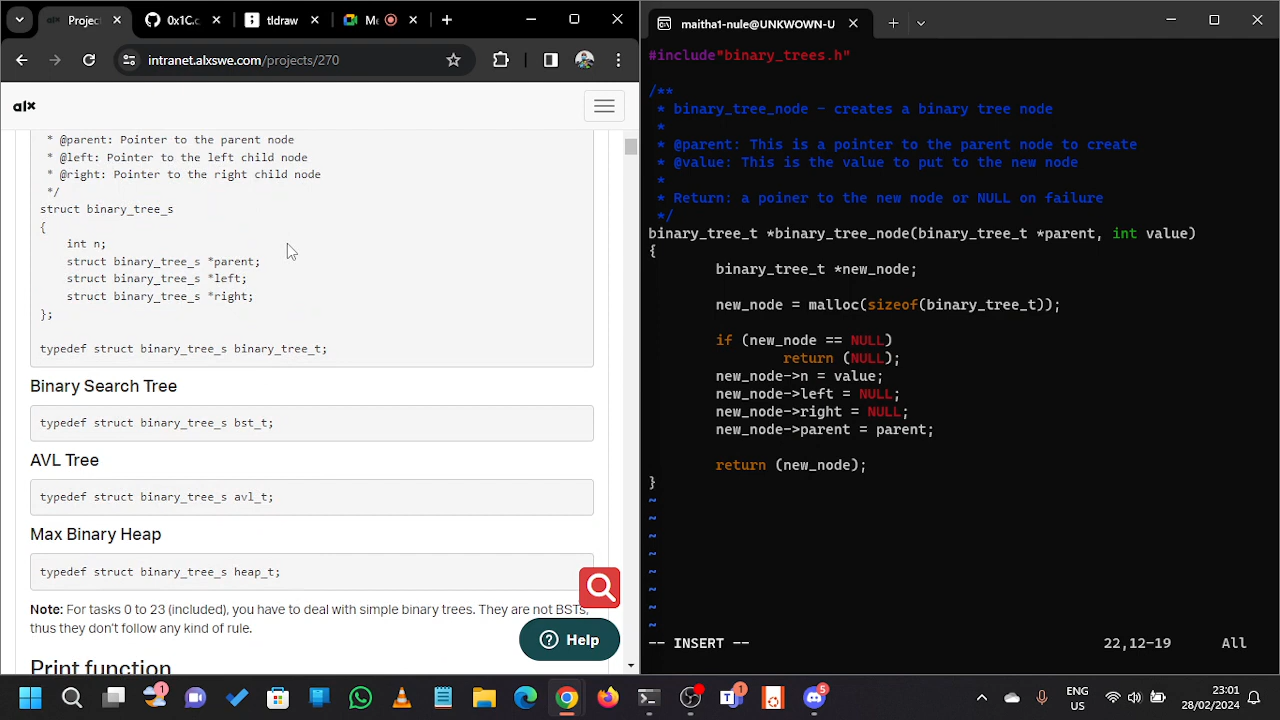 Projec
0x1C.
tldraw
Me
intranet.alxswe.com/projects/270
alx
* @parent: Pointer to the parent node
* @left: Pointer to the left child node
* @right: Pointer to the right child node
*/
struct binary_tree_s
{
int n;
struct binary_tree_s *parent;
struct binary_tree_s *left;
struct binary_tree_s *right;
};
typedef struct binary_tree_s binary_tree_t;
Binary Search Tree
typedef struct binary_tree_s bst_t;
AVL Tree
typedef struct binary_tree_s avl_t;
Max Binary Heap
typedef struct binary_tree_s heap_t;
Note: For tasks 0 to 23 (included), you have to deal with simple binary trees. They are not BSTs,
thus they don't follow any kind of rule.
Print function
Help
maitha1-nule@UNKWOWN-U
#include"binary_trees.h"
/**
* binary_tree_node - creates a binary tree node
*
* @parent: This is a pointer to the parent node to create
* @value: This is the value to put to the new node
*
* Return: a poiner to the new node or NULL on failure
*/
binary_tree_t *binary_tree_node(binary_tree_t *parent, int value)
{
binary_tree_t *new_node;
new_node = malloc(sizeof(binary_tree_t));
if (new_node == NULL)
return (NULL);
new_node->n = value;
new_node->left = NULL;
new_node->right = NULL;
new_node->parent = parent;
return (new_node);
}
~
~
~
~
~
~
~
~
-- INSERT --
22,12-19
All
1
1
5
ENG
US
23:01
28/02/2024